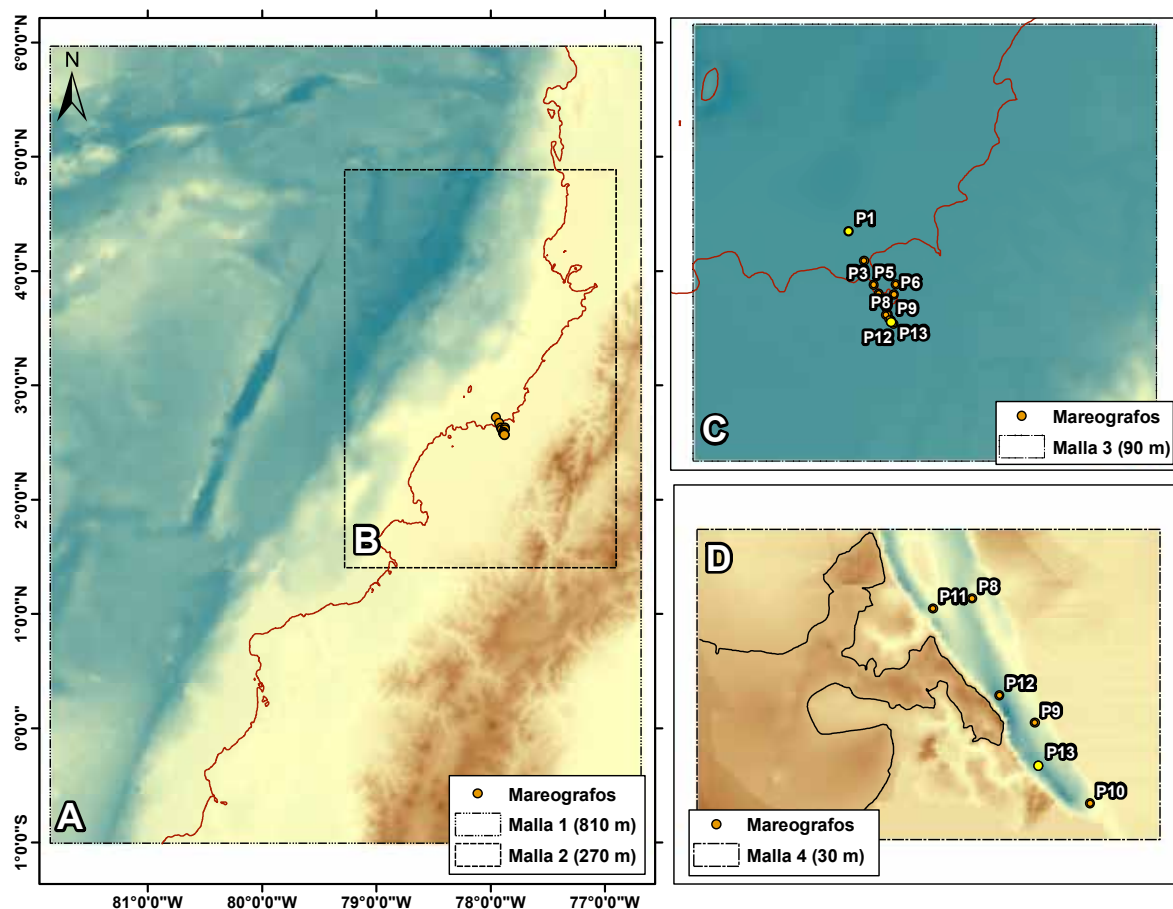 6°0'0"N
5°0'0"N
4°0'0"N
3°0'0"N
2°0'0"N
1°0'0"N
0°0'0"
1°0'0"S
N
B
A
Mareografos
Malla 1 (810 m)
Malla 2 (270 m)
81°0'0"W
80°0'0"W
79°0'0"W
78°0'0"W
77°0'0"W
P1
P3
P5
P6
P8
P9
P12
P13
C
Mareografos
Malla 3 (90 m)
D
P11
P8
P12
P9
P13
P10
Mareografos
Malla 4 (30 m)